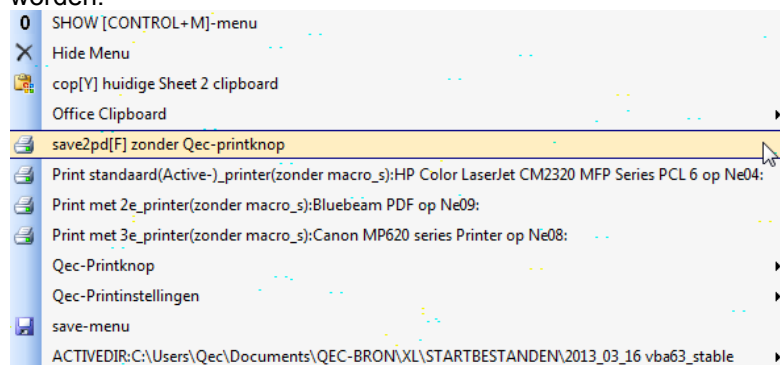 worden.
0 SHOW [CONTROL+M]-menu
Hide Menu
cop[Y] huidige Sheet 2 clipboard
Office Clipboard
save2pd[F] zonder Qec-printknop
Print standaard(Active-)_printer(zonder macro_s):HP Color LaserJet CM2320 MFP Series PCL 6 op Ne04:
Print met 2e_printer(zonder macro_s):Bluebeam PDF op Ne09:
Print met 3e_printer(zonder macro_s):Canon MP620 series Printer op Ne08:
Qec-Printknop
Qec-Printinstellingen
save-menu
ACTIVEDIR:C:\Users\Qec\Documents\QEC-BRON\XL\STARTBESTANDEN\2013_03_16 vba63_stable